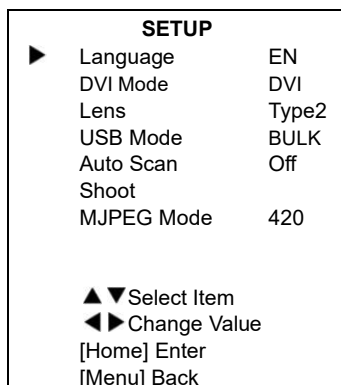 SETUP
▶ Language EN
DVI Mode DVI
Lens Type2
USB Mode BULK
Auto Scan Off
Shoot
MJPEG Mode 420
▲▼Select Item
◀▶Change Value
[Home] Enter
[Menu] Back